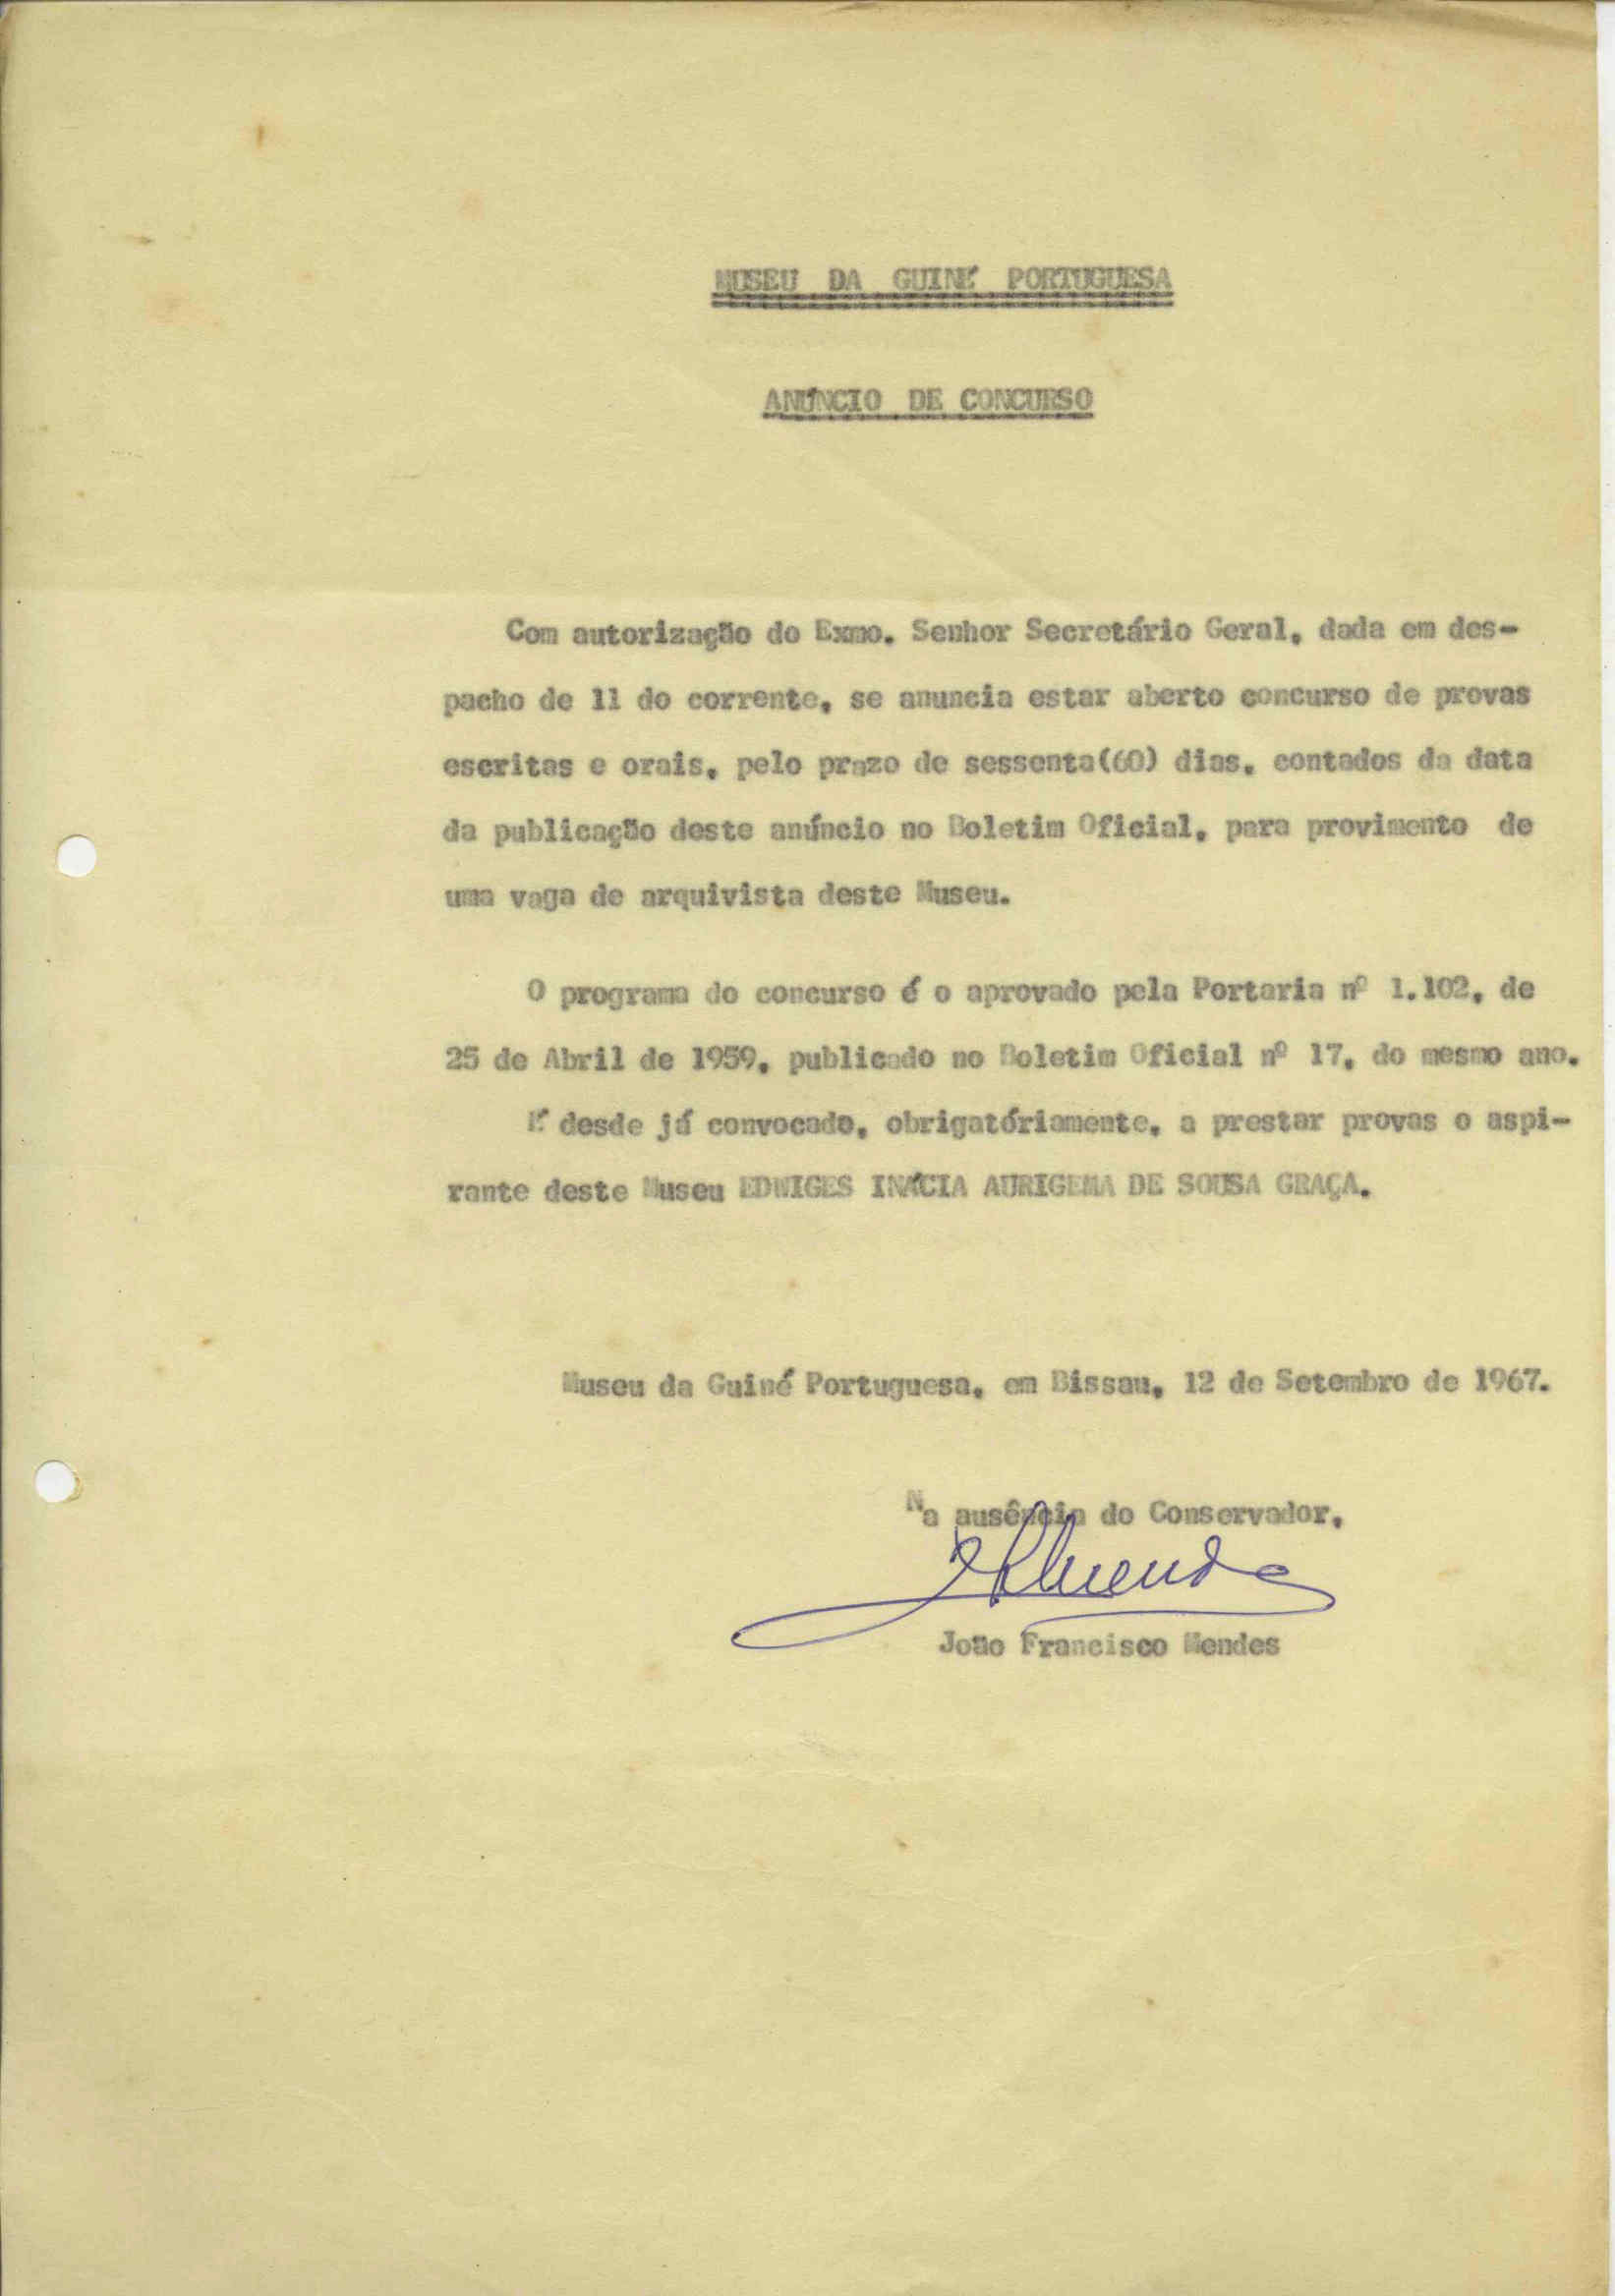 MUSEU DA GUINÉ PORTUGUESA
ANÚNCIO DE CONCURSO
Com autorização do Exmo. Senhor Secretário Geral, dada em des-
pacho de 11 do corrente, se anuncia estar aberto concurso de provas
escritas e orais, pelo prazo de sessenta(60) dias, contados da data
da publicação deste anúncio no Boletim Oficial, para provimento de
uma vaga de arquivista deste Museu.
O programa do concurso é o aprovado pela Portaria nº 1.102, de
25 de Abril de 1959, publicado no Boletim Oficial nº 17, do mesmo ano.
É desde já convocado, obrigatóriamente, a prestar provas o aspi-
rante deste Museu EDWIGES INÁCIA AURIGEMA DE SOUSA GRAÇA.
Museu da Guiné Portuguesa, em Bissau, 12 de Setembro de 1967.
Na ausência do Conservador,
João Francisco Mendes